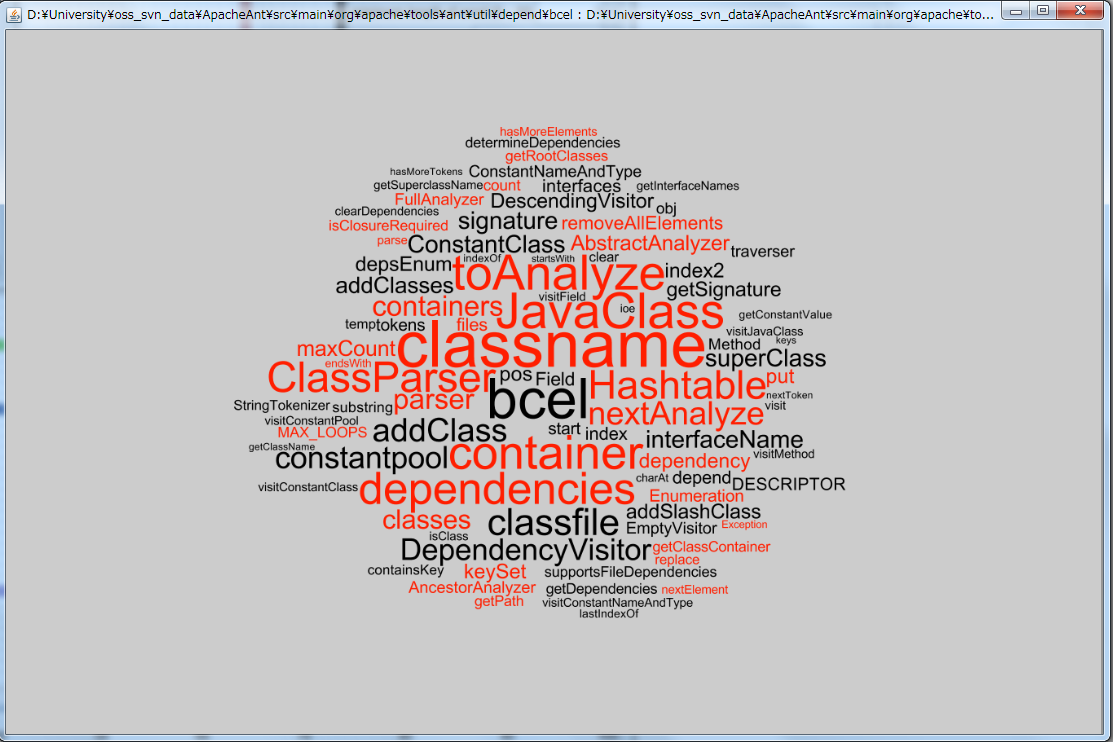 D:¥University¥oss_svn_data¥ApacheAnt¥src¥main¥org¥apache¥tools¥ant¥util¥depend¥bcel : D:¥University¥oss_svn_data¥ApacheAnt¥src¥main¥org¥apache¥to...
hasMoreElements
determineDependencies
getRootClasses
hasMoreTokens ConstantNameAndType
getSuperclassName count interfaces getInterfaceNames
FullAnalyzer DescendingVisitor obj
clearDependencies
isClosureRequired signature removeAllElements
parse ConstantClass AbstractAnalyzer traverser
indexOf startsWith clear
depsEnum toAnalyze index2
addClasses getSignature
visitField
containers JavaClass ioe getConstantValue
temp tokens files visitJavaClass
maxCount classname Method keys
endsWith superClass
ClassParser pos Field Hashtable put
nextToken
StringTokenizer substring parser bcel nextAnalyze visit
visitConstantPool
MAX_LOOPS addClass start index interfaceName
getClassName visitMethod
constantpool container dependency
charAt depend DESCRIPTOR
visitConstantClass dependencies Enumeration
addSlashClass
classes classfile EmptyVisitor Exception
isClass
DependencyVisitor getClassContainer
replace
containsKey keySet supportsFileDependencies
AncestorAnalyzer getDependencies nextElement
getPath visitConstantNameAndType
lastIndexOf